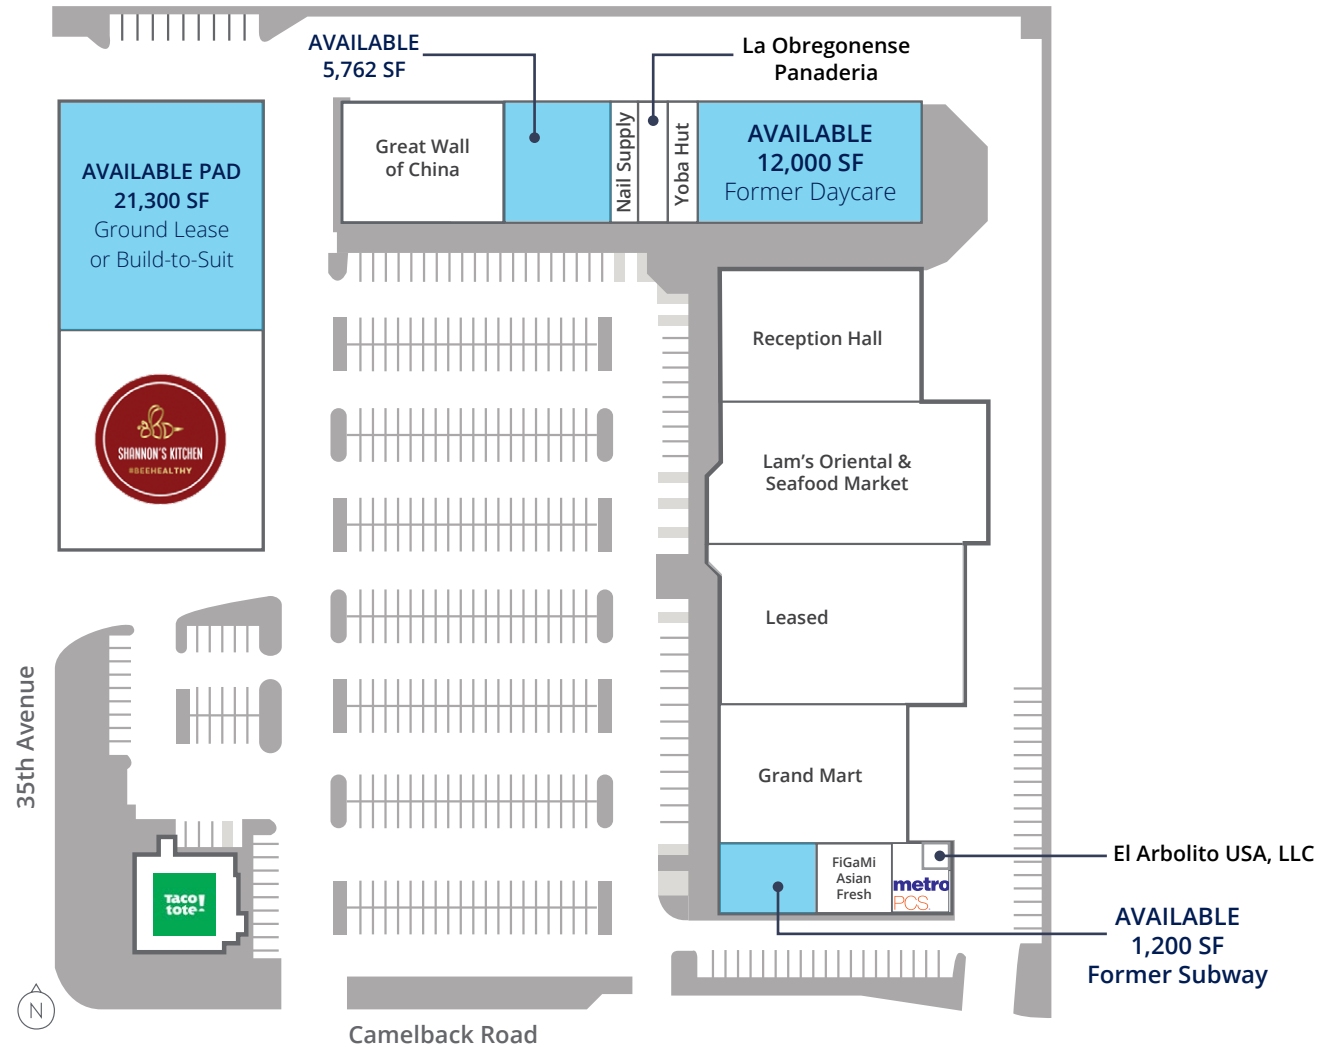 AVAILABLE
5,762 SF
La Obregonense
Panaderia
AVAILABLE PAD
21,300 SF
Ground Lease
or Build-to-Suit
Great Wall
of China
Nail Supply
Yoba Hut
AVAILABLE
12,000 SF
Former Daycare
SHANNON'S KITCHEN
#BEEHEALTHY
Reception Hall
Lam's Oriental &
Seafood Market
Leased
Grand Mart
35th Avenue
TACO
tote!
FiGaMi
Asian
Fresh
metro
PCS.
El Arbolito USA, LLC
AVAILABLE
1,200 SF
Former Subway
N
Camelback Road